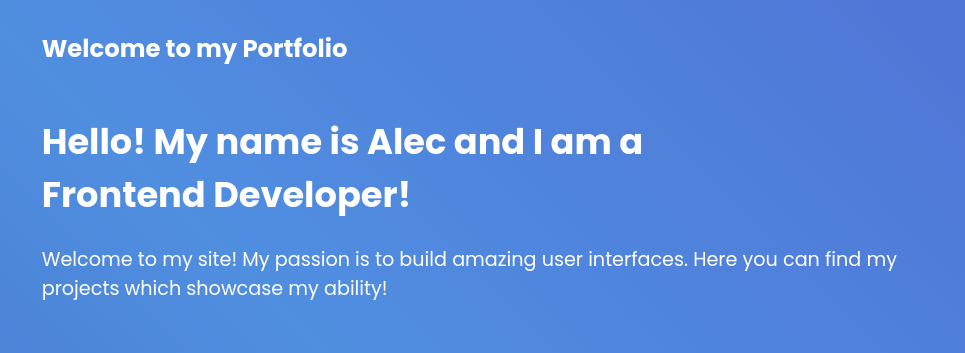 Welcome to my Portfolio
Hello! My name is Alec and I am a
Frontend Developer!
Welcome to my site! My passion is to build amazing user interfaces. Here you can find my
projects which showcase my ability!